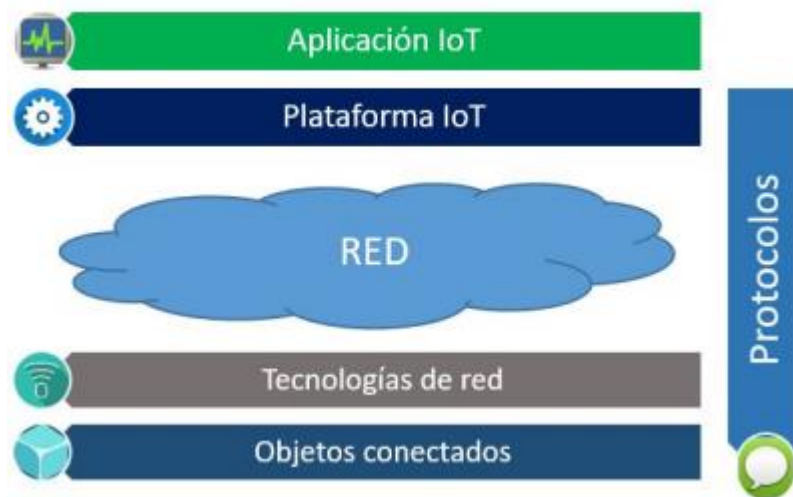 Aplicación IoT
Plataforma IoT
RED
Tecnologías de red
Objetos conectados
Protocolos